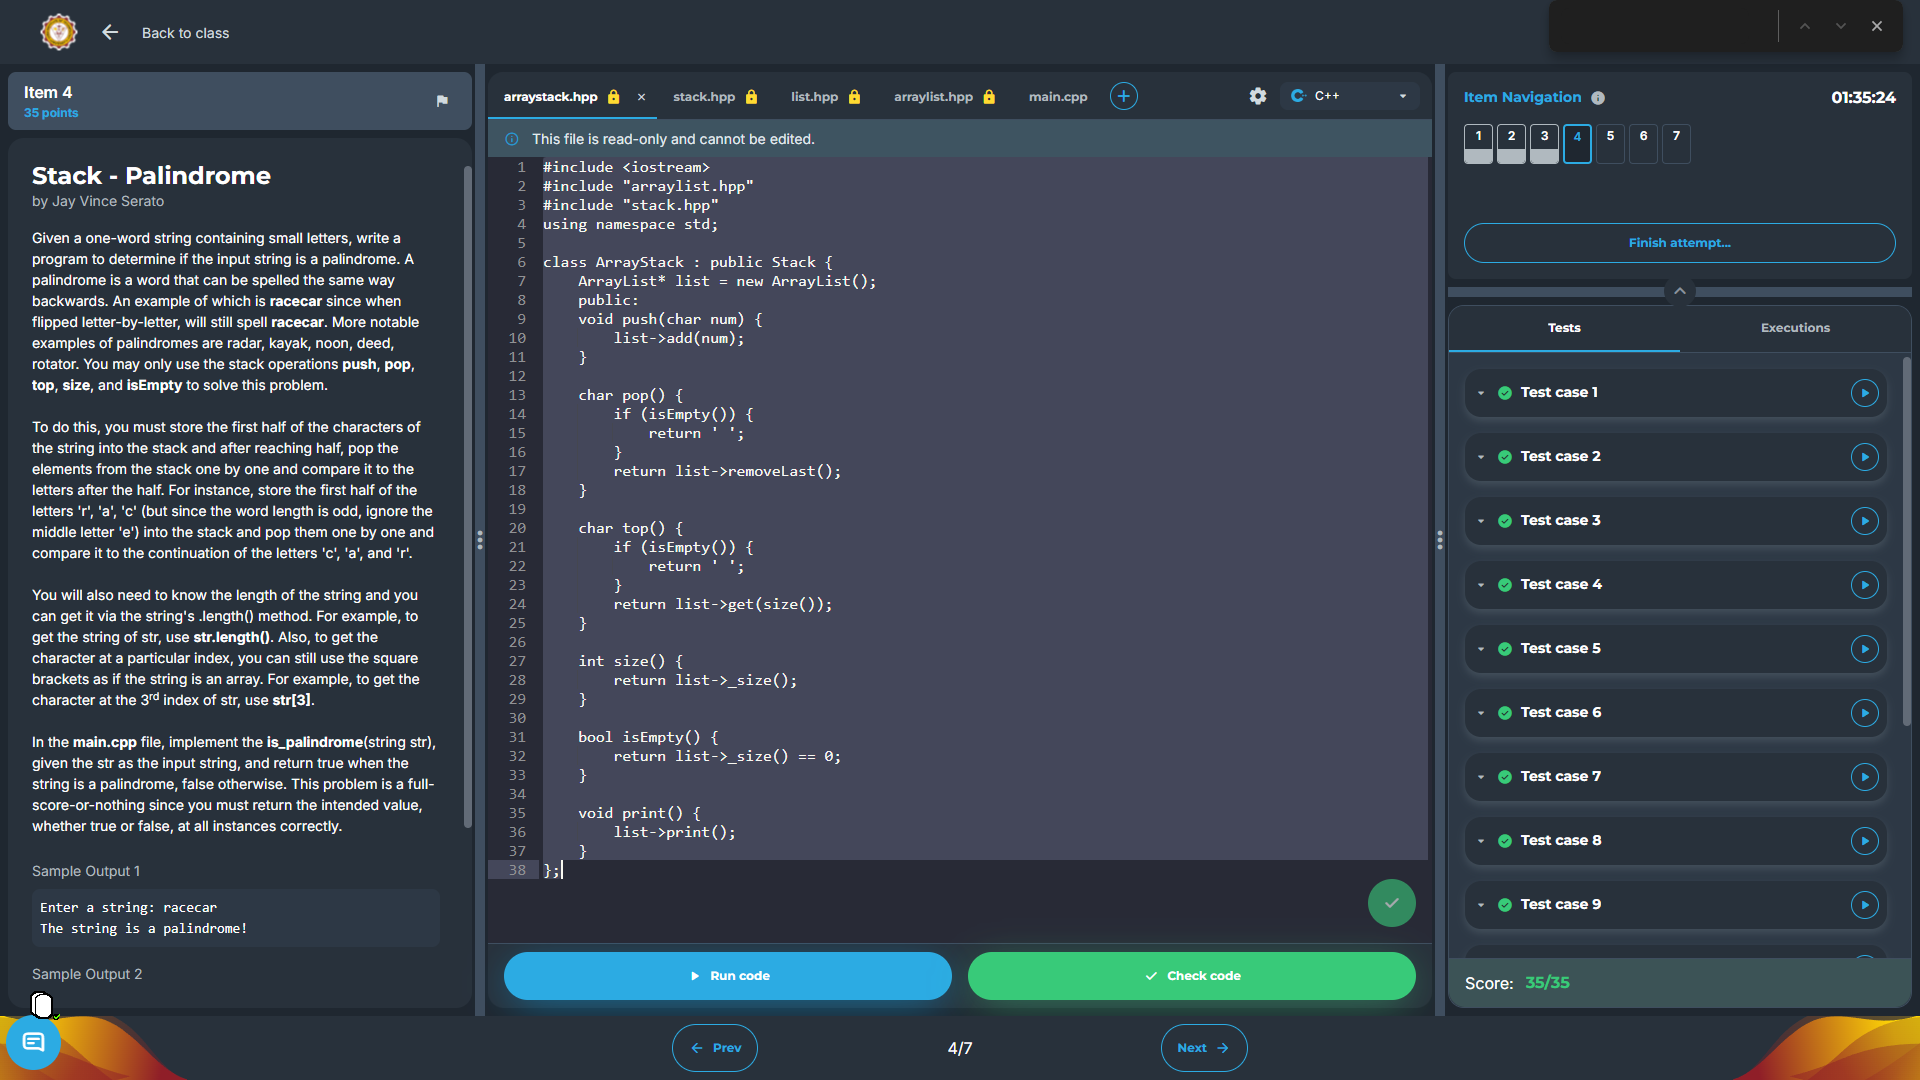 Back to class
Item 4
35 points
Stack - Palindrome
by Jay Vince Serato
Given a one-word string containing small letters, write a
program to determine if the input string is a palindrome. A
palindrome is a word that can be spelled the same way
backwards. An example of which is racecar since when
flipped letter-by-letter, will still spell racecar. More notable
examples of palindromes are radar, kayak, noon, deed,
rotator. You may only use the stack operations push, pop,
top, size, and isEmpty to solve this problem.
To do this, you must store the first half of the characters of
the string into the stack and after reaching half, pop the
elements from the stack one by one and compare it to the
letters after the half. For instance, store the first half of the
letters 'r', 'a', 'c' (but since the word length is odd, ignore the
middle letter 'e') into the stack and pop them one by one and
compare it to the continuation of the letters 'c', 'a', and 'r'.
You will also need to know the length of the string and you
can get it via the string's .length() method. For example, to
get the string of str, use str.length(). Also, to get the
character at a particular index, you can still use the square
brackets as if the string is an array. For example, to get the
character at the 3rd index of str, use str[3].
In the main.cpp file, implement the is_palindrome(string str),
given the str as the input string, and return true when the
string is a palindrome, false otherwise. This problem is a full-
score-or-nothing since you must return the intended value,
whether true or false, at all instances correctly.
Sample Output 1
Enter a string: racecar
The string is a palindrome!
Sample Output 2
arraystack.hpp
stack.hpp
list.hpp
arraylist.hpp
main.cpp
C++
This file is read-only and cannot be edited.
1 #include <iostream>
2 #include "arraylist.hpp"
3 #include "stack.hpp"
4 using namespace std;
5
6 class ArrayStack : public Stack {
7     ArrayList* list = new ArrayList();
8     public:
9     void push(char num) {
10         list->add(num);
11     }
12
13     char pop() {
14         if (isEmpty()) {
15             return ' ';
16         }
17         return list->removeLast();
18     }
19
20     char top() {
21         if (isEmpty()) {
22             return ' ';
23         }
24         return list->get(size());
25     }
26
27     int size() {
28         return list->_size();
29     }
30
31     bool isEmpty() {
32         return list->_size() == 0;
33     }
34
35     void print() {
36         list->print();
37     }
38 };
Run code
Check code
Prev
4/7
Next
Item Navigation
01:35:24
1 2 3 4 5 6 7
Finish attempt...
Tests
Executions
Test case 1
Test case 2
Test case 3
Test case 4
Test case 5
Test case 6
Test case 7
Test case 8
Test case 9
Score: 35/35